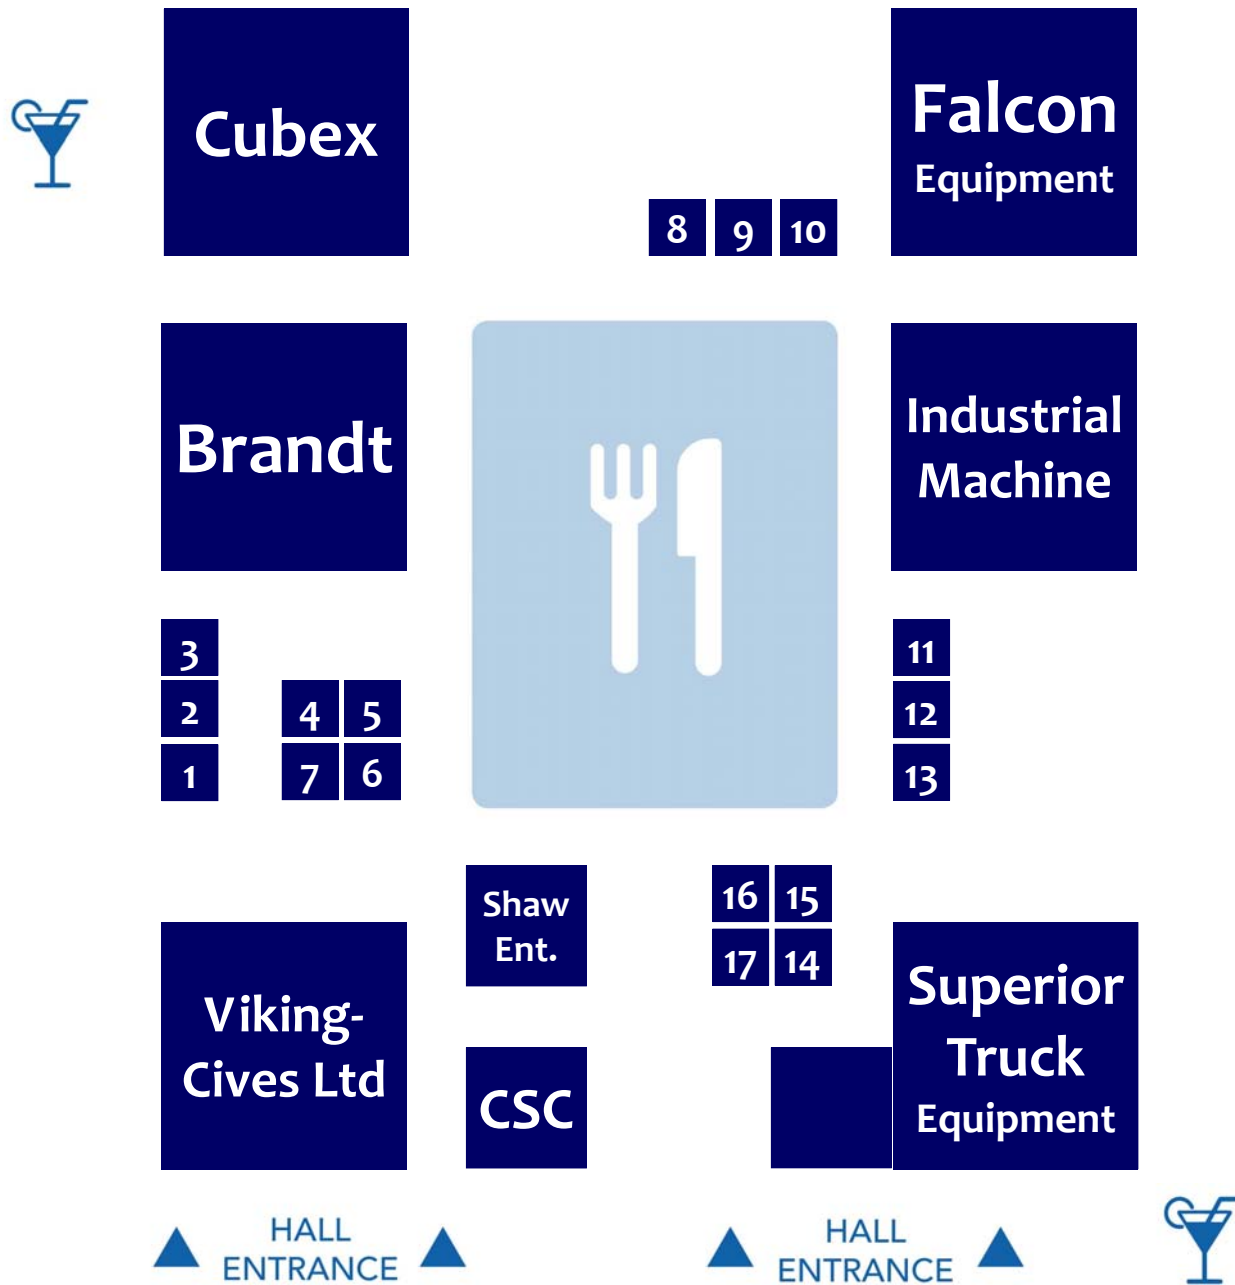 Cubex
Falcon
Equipment
8 9 10
Brandt
Industrial
Machine
3
2
1
4 5
7 6
11
12
13
Shaw
Ent.
16 15
17 14
Viking-
Cives Ltd
CSC
Superior
Truck
Equipment
HALL
ENTRANCE
HALL
ENTRANCE